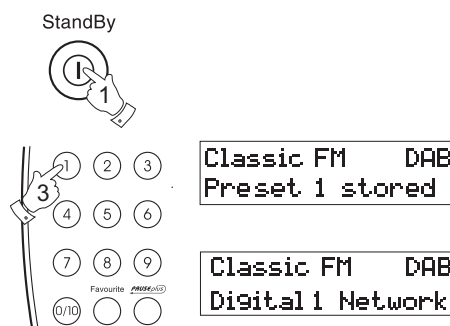 StandBy
1
1 2 3
3
4 5 6
7 8 9
Favourite PAUSEplus
0/10
Classic FM DAB
Preset 1 stored
Classic FM DAB
Digital 1 Network